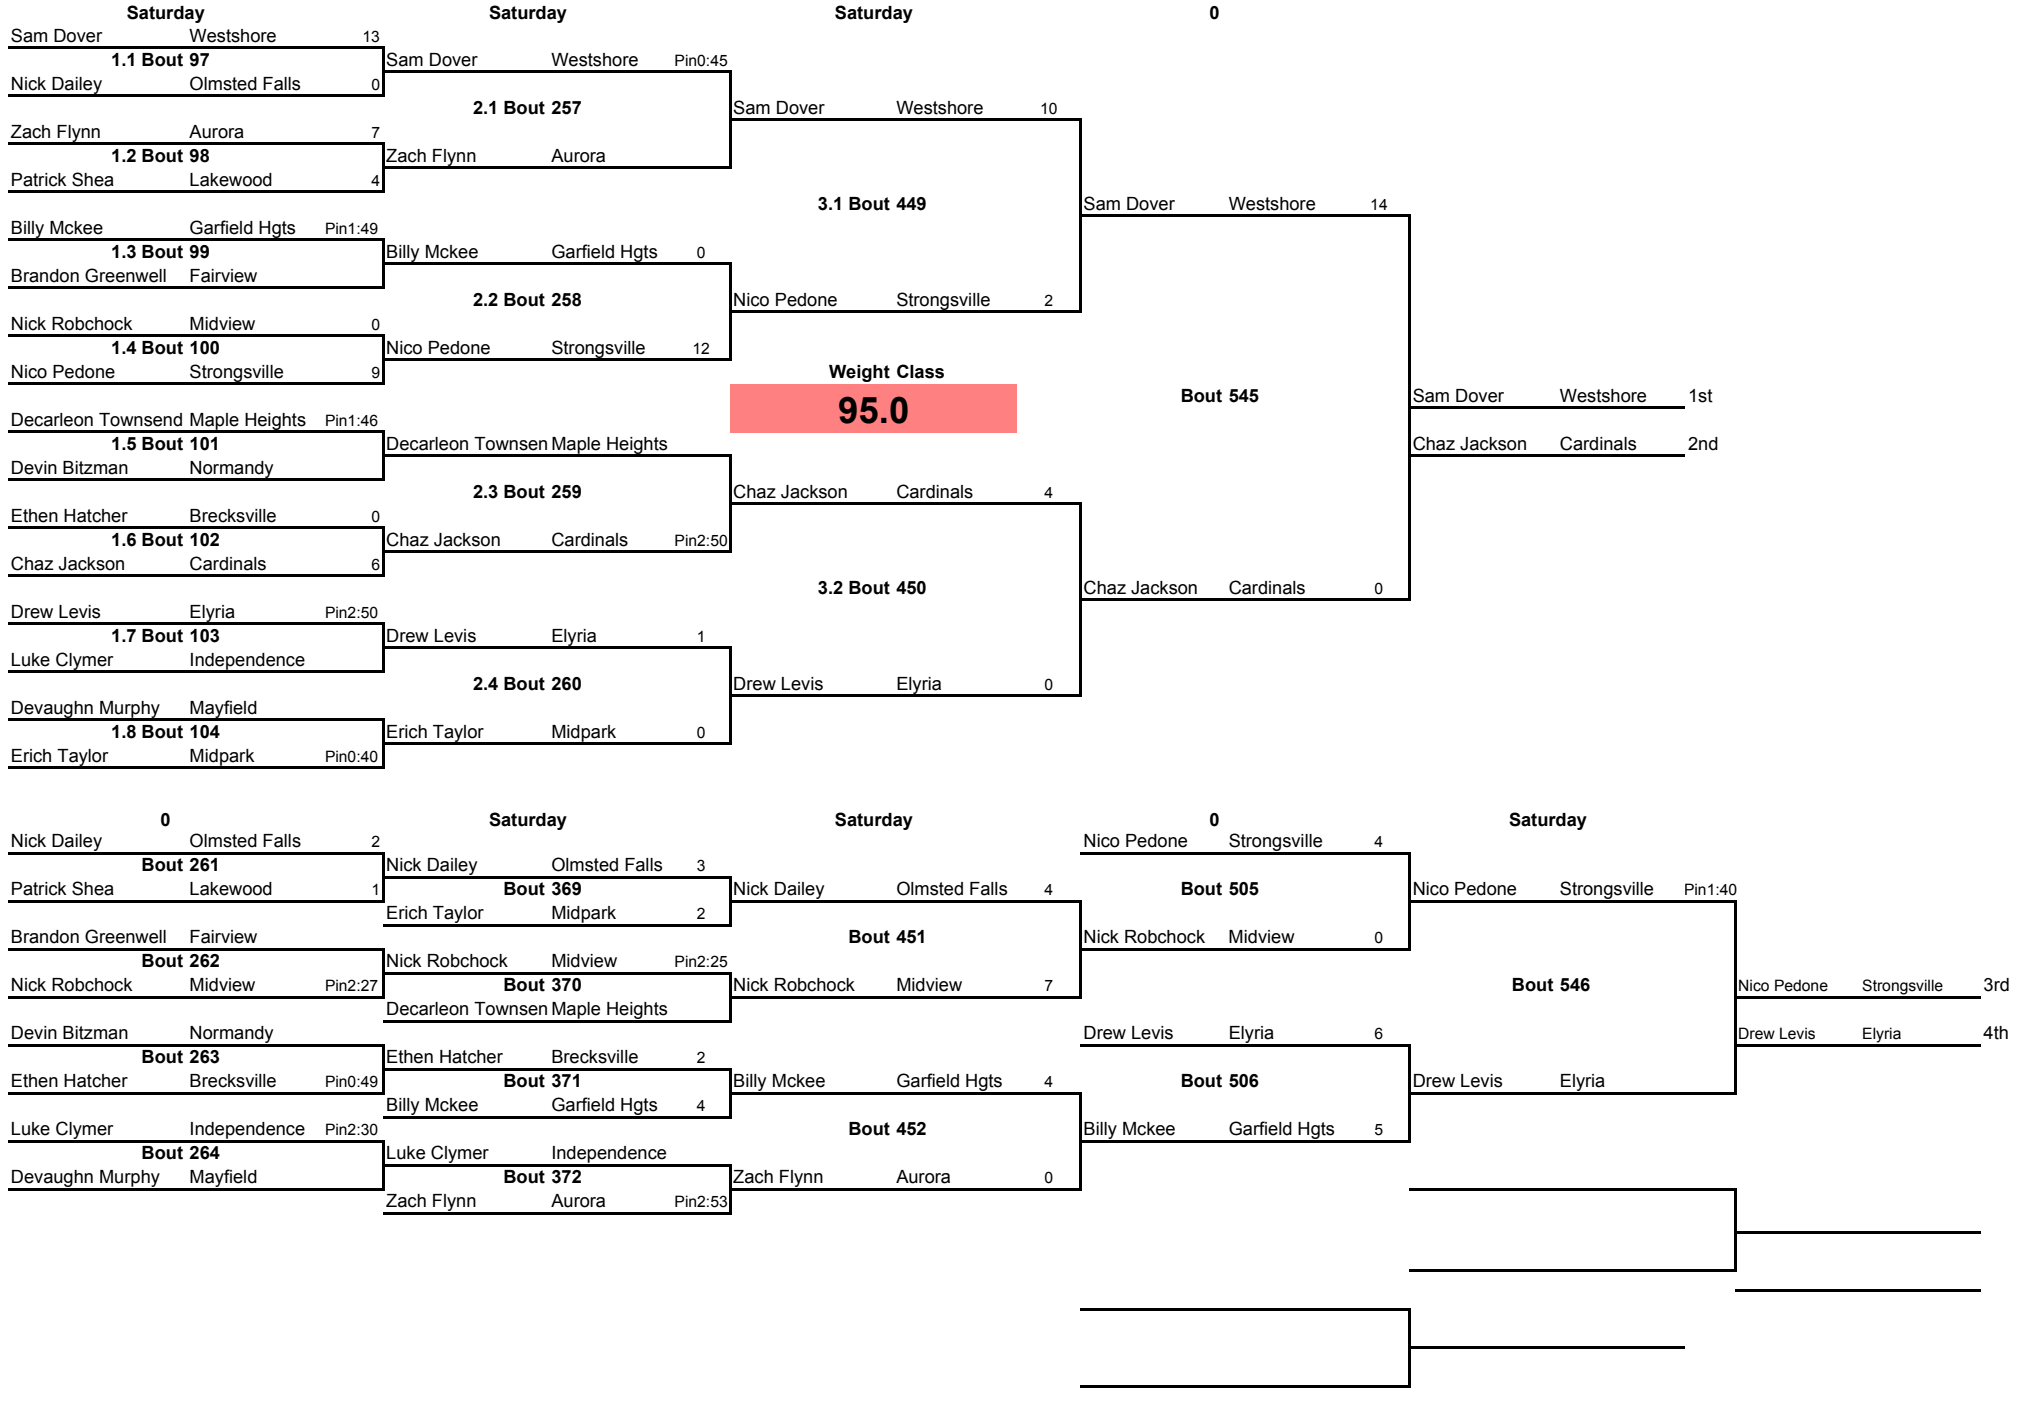 Saturday Saturday Saturday 0
Sam Dover Westshore 13
1.1 Bout 97 Sam Dover Westshore Pin0:45
Nick Dailey Olmsted Falls 0
2.1 Bout 257 Sam Dover Westshore 10
Zach Flynn Aurora 7
1.2 Bout 98 Zach Flynn Aurora
Patrick Shea Lakewood 4
3.1 Bout 449 Sam Dover Westshore 14
Billy Mckee Garfield Hgts Pin1:49
1.3 Bout 99 Billy Mckee Garfield Hgts 0
Brandon Greenwell Fairview
2.2 Bout 258 Nico Pedone Strongsville 2
Nick Robchock Midview 0
1.4 Bout 100 Nico Pedone Strongsville 12
Nico Pedone Strongsville 9 Weight Class
Bout 545 Sam Dover Westshore 1st
95.0
Decarleon Townsend Maple Heights Pin1:46
1.5 Bout 101 Decarleon Townsen Maple Heights Chaz Jackson Cardinals 2nd
Devin Bitzman Normandy
2.3 Bout 259 Chaz Jackson Cardinals 4
Ethen Hatcher Brecksville 0
1.6 Bout 102 Chaz Jackson Cardinals Pin2:50
Chaz Jackson Cardinals 6
3.2 Bout 450 Chaz Jackson Cardinals 0
Drew Levis Elyria Pin2:50
1.7 Bout 103 Drew Levis Elyria 1
Luke Clymer Independence
2.4 Bout 260 Drew Levis Elyria 0
Devaughn Murphy Mayfield
1.8 Bout 104 Erich Taylor Midpark 0
Erich Taylor Midpark Pin0:40
0 Saturday Saturday 0 Saturday
Nick Dailey Olmsted Falls 2 Nico Pedone Strongsville 4
Bout 261 Nick Dailey Olmsted Falls 3
Patrick Shea Lakewood 1 Bout 369 Nick Dailey Olmsted Falls 4 Bout 505 Nico Pedone Strongsville Pin1:40
Erich Taylor Midpark 2
Brandon Greenwell Fairview Bout 451 Nick Robchock Midview 0
Bout 262 Nick Robchock Midview Pin2:25
Nick Robchock Midview Pin2:27 Bout 370 Nick Robchock Midview 7 Bout 546 Nico Pedone Strongsville 3rd
Decarleon Townsen Maple Heights
Devin Bitzman Normandy Drew Levis Elyria 6 Drew Levis Elyria 4th
Bout 263 Ethen Hatcher Brecksville 2
Ethen Hatcher Brecksville Pin0:49 Bout 371 Billy Mckee Garfield Hgts 4 Bout 506 Drew Levis Elyria
Billy Mckee Garfield Hgts 4
Luke Clymer Independence Pin2:30 Bout 452 Billy Mckee Garfield Hgts 5
Bout 264 Luke Clymer Independence
Devaughn Murphy Mayfield Bout 372 Zach Flynn Aurora 0
Zach Flynn Aurora Pin2:53